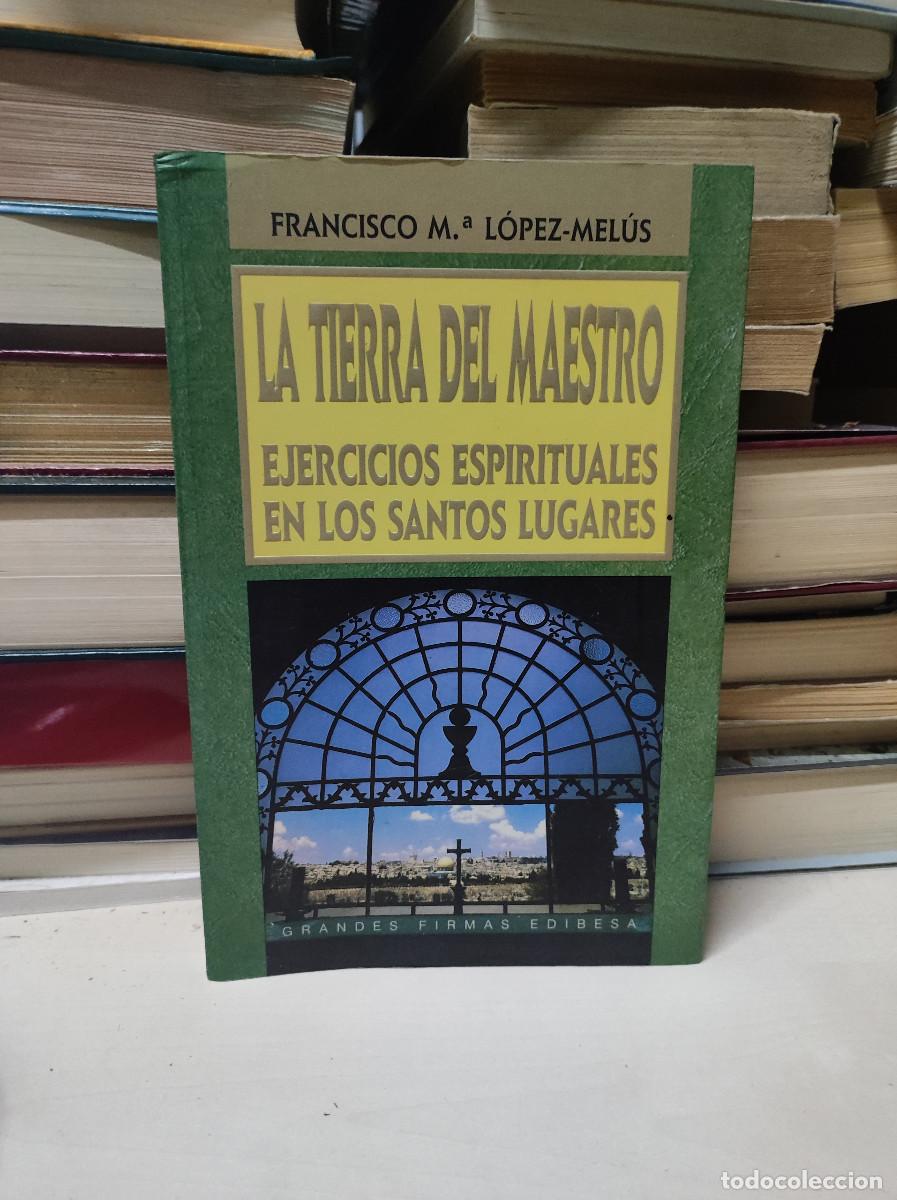 FRANCISCO M.ª LÓPEZ-MELÚS
LA TIERRA DEL MAESTRO
EJERCICIOS ESPIRITUALES
EN LOS SANTOS LUGARES
GRANDES FIRMAS EDIBESA
todocoleccion